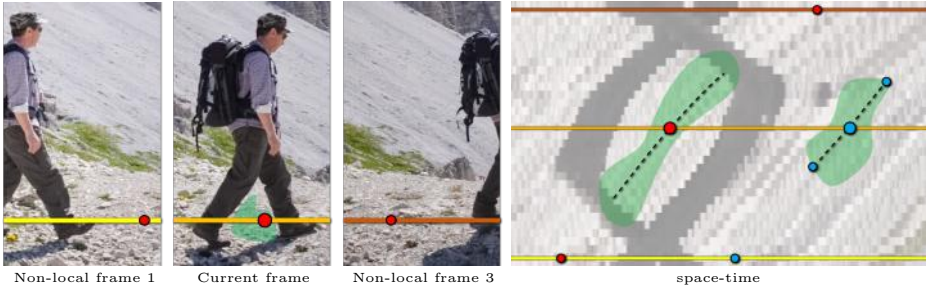 Non-local frame 1
Current frame
Non-local frame 3
space-time